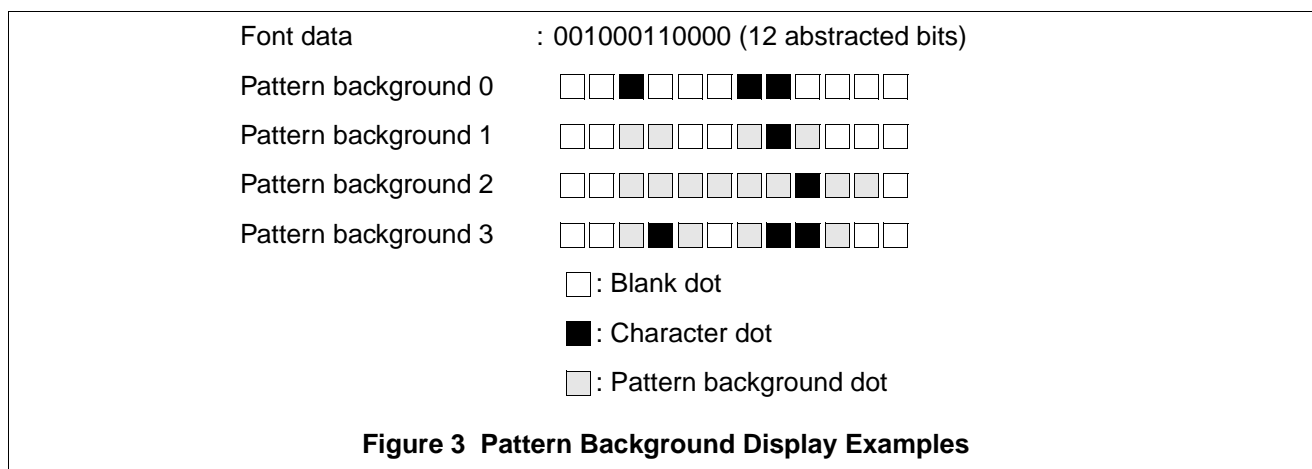 Font data : 001000110000 (12 abstracted bits)
Pattern background 0
Pattern background 1
Pattern background 2
Pattern background 3
: Blank dot
: Character dot
: Pattern background dot
Figure 3 Pattern Background Display Examples